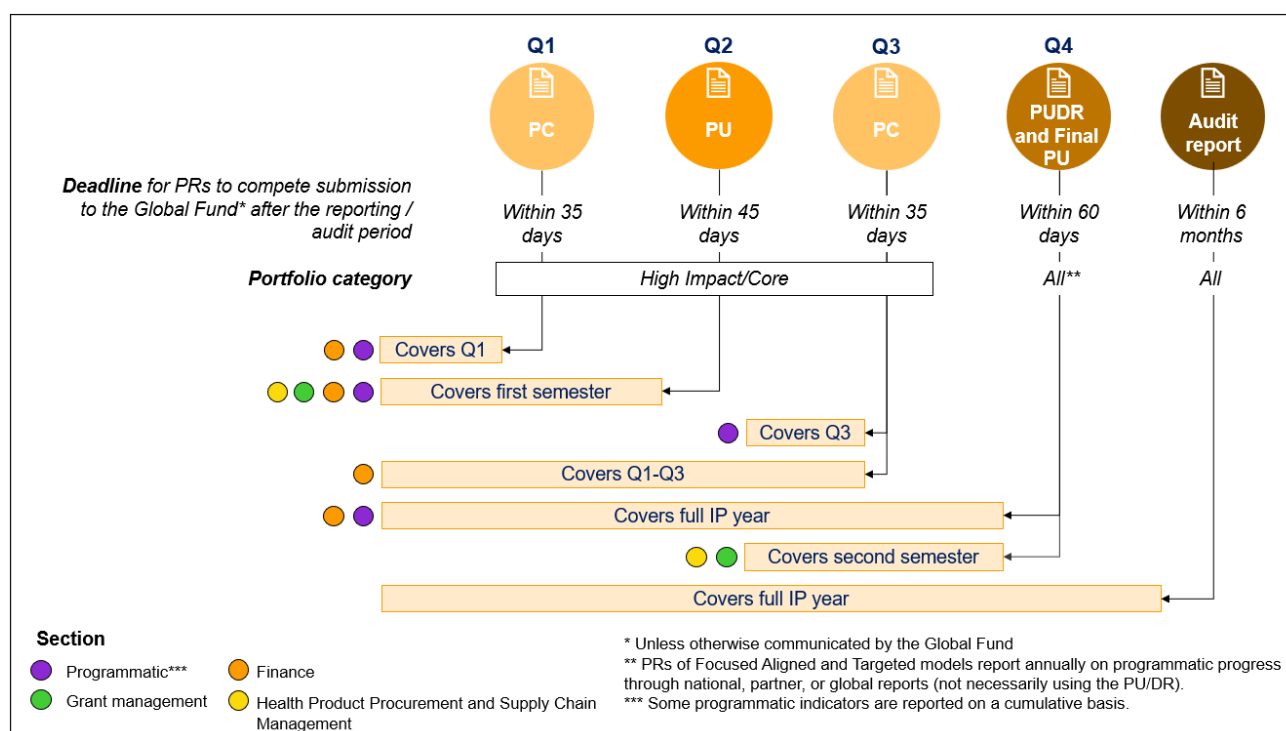 Q1
Q2
Q3
Q4
PC
PU
PC
PUDR
and Final
PU
Audit
report
Deadline for PRs to compete submission
to the Global Fund* after the reporting /
audit period
Within 35
days
Within 45
days
Within 35
days
Within 60
days
Within 6
months
Portfolio category
High Impact/Core
All**
All
Covers Q1
Covers first semester
Covers Q3
Covers Q1-Q3
Covers full IP year
Covers second semester
Covers full IP year
Section
Programmatic***
Finance
Grant management
Health Product Procurement and Supply Chain
Management
* Unless otherwise communicated by the Global Fund
** PRs of Focused Aligned and Targeted models report annually on programmatic progress
through national, partner, or global reports (not necessarily using the PU/DR).
*** Some programmatic indicators are reported on a cumulative basis.